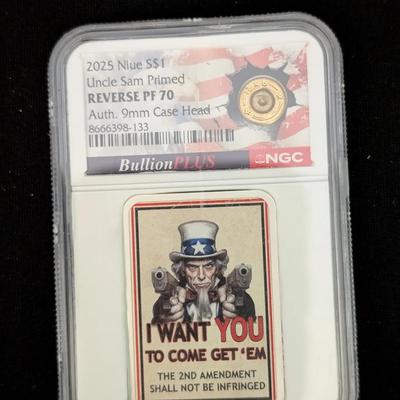 2025 Niue S$1
Uncle Sam Primed
REVERSE PF 70
Auth. 9mm Case Head
8666398-133
BullionPLUS
NGC
I WANT YOU
TO COME GET 'EM
THE 2ND AMENDMENT
SHALL NOT BE INFRINGED